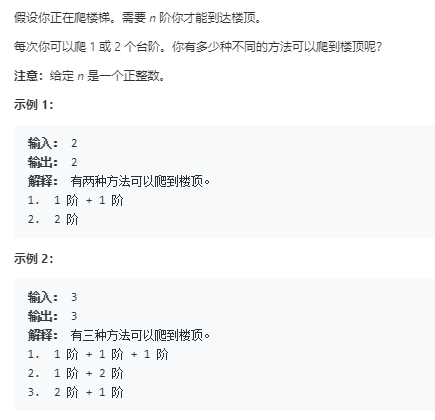 假设你正在爬楼梯。需要 n 阶你才能到达楼顶。
每次你可以爬 1 或 2 个台阶。你有多少种不同的方法可以爬到楼顶呢?
注意：给定 n 是一个正整数。
示例 1：
输入： 2
输出： 2
解释： 有两种方法可以爬到楼顶。
1. 1 阶 + 1 阶
2. 2 阶
示例 2：
输入： 3
输出： 3
解释： 有三种方法可以爬到楼顶。
1. 1 阶 + 1 阶 + 1 阶
2. 1 阶 + 2 阶
3. 2 阶 + 1 阶